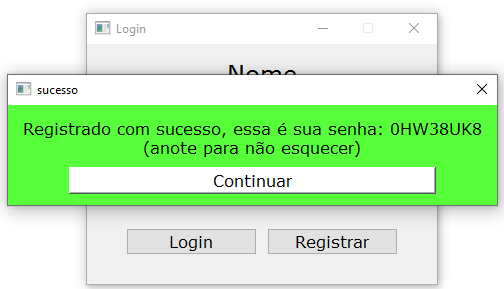 Login
Nome
sucesso
Registrado com sucesso, essa é sua senha: 0HW38UK8
(anote para não esquecer)
Continuar
Login
Registrar